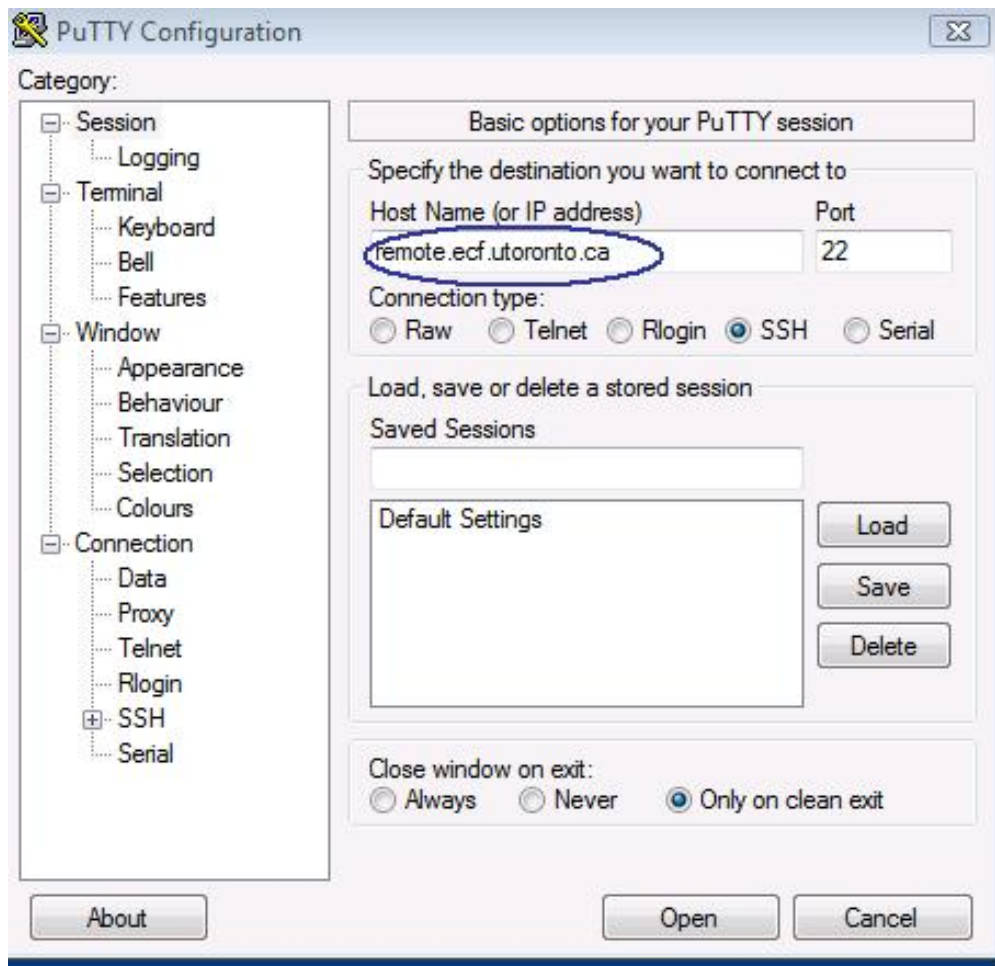 PuTTY Configuration
Category:
Session
Logging
Terminal
Keyboard
Bell
Features
Window
Appearance
Behaviour
Translation
Selection
Colours
Connection
Data
Proxy
Telnet
Rlogin
SSH
Serial
Basic options for your PuTTY session
Specify the destination you want to connect to
Host Name (or IP address) Port
remote.ecf.utoronto.ca 22
Connection type:
Raw Telnet Rlogin SSH Serial
Load, save or delete a stored session
Saved Sessions
Default Settings
Load
Save
Delete
Close window on exit:
Always Never Only on clean exit
About Open Cancel